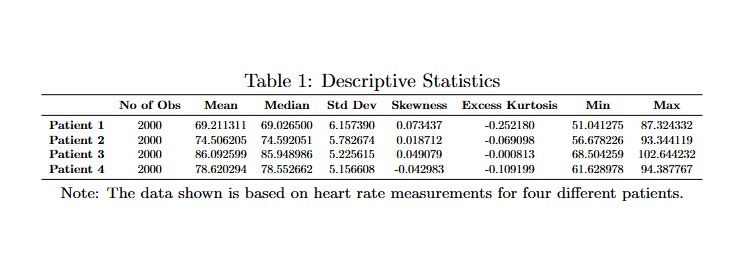 Table 1: Descriptive Statistics
No of Obs Mean Median Std Dev Skewness Excess Kurtosis Min Max
Patient 1 2000 69.211311 69.026500 6.157390 0.073437 -0.252180 51.041275 87.324332
Patient 2 2000 74.506205 74.592051 5.782674 0.018712 -0.069098 56.678226 93.344119
Patient 3 2000 86.092599 85.948986 5.225615 0.049079 -0.000813 68.504259 102.644232
Patient 4 2000 78.620294 78.552662 5.156608 -0.042983 -0.109199 61.628978 94.387767
Note: The data shown is based on heart rate measurements for four different patients.